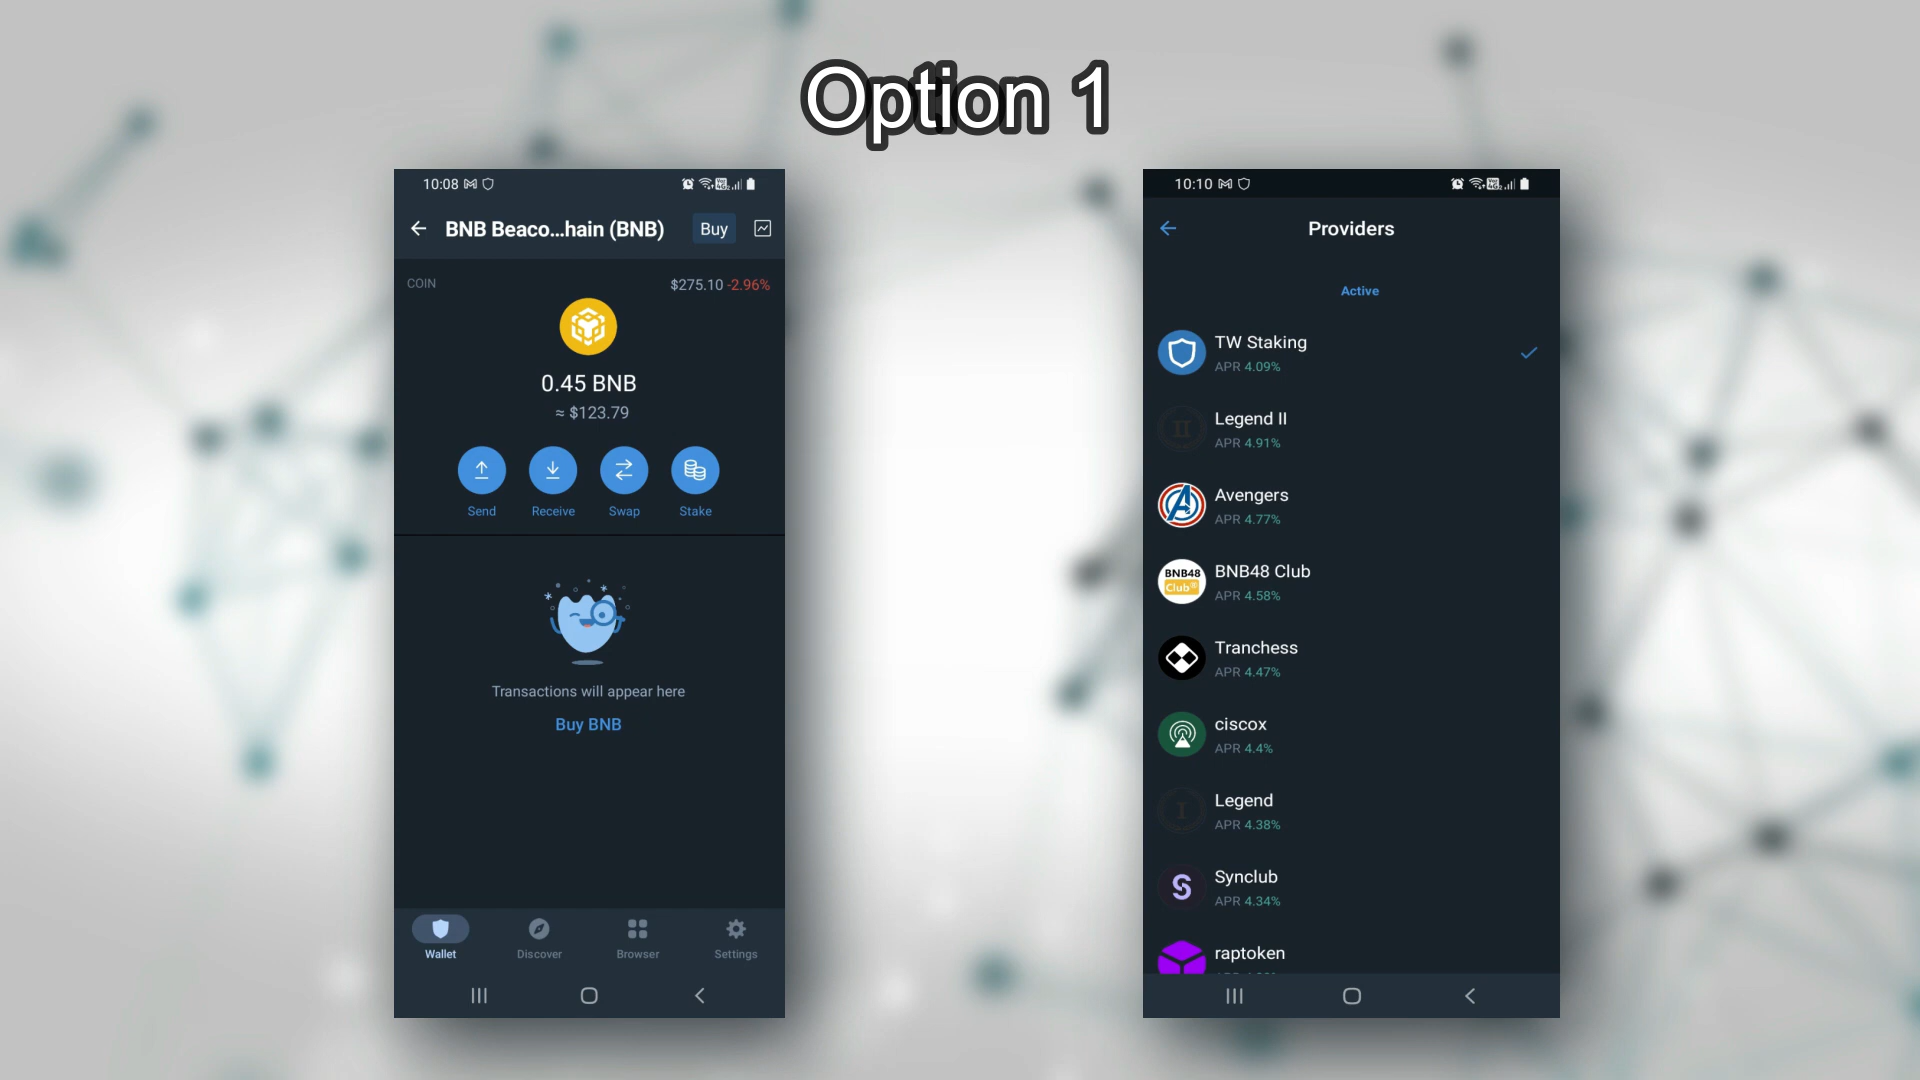 Option 1
10:08
BNB Beaco...hain (BNB)
Buy
COIN
$275.10 -2.96%
0.45 BNB
≈ $123.79
Send
Receive
Swap
Stake
Transactions will appear here
Buy BNB
Wallet
Discover
Browser
Settings
10:10
Providers
Active
TW Staking
APR 4.09%
II
Legend II
APR 4.91%
Avengers
APR 4.77%
BNB48
Club
BNB48 Club
APR 4.58%
Tranchess
APR 4.47%
ciscox
APR 4.4%
I
Legend
APR 4.38%
S
Synclub
APR 4.34%
raptoken